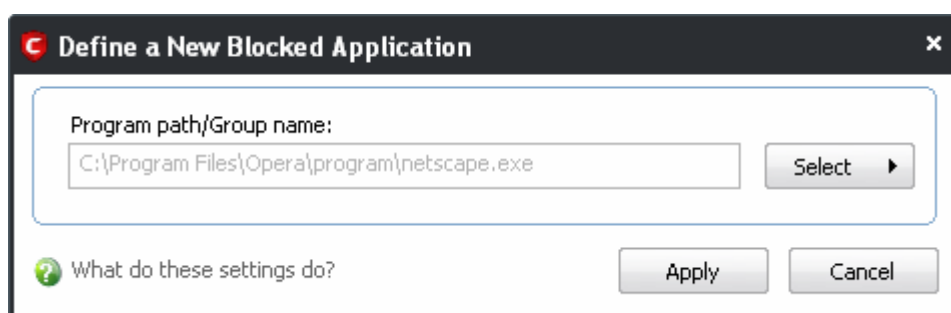 Define a New Blocked Application
Program path/Group name:
C:\Program Files\Opera\program\netscape.exe
Select
What do these settings do?
Apply
Cancel